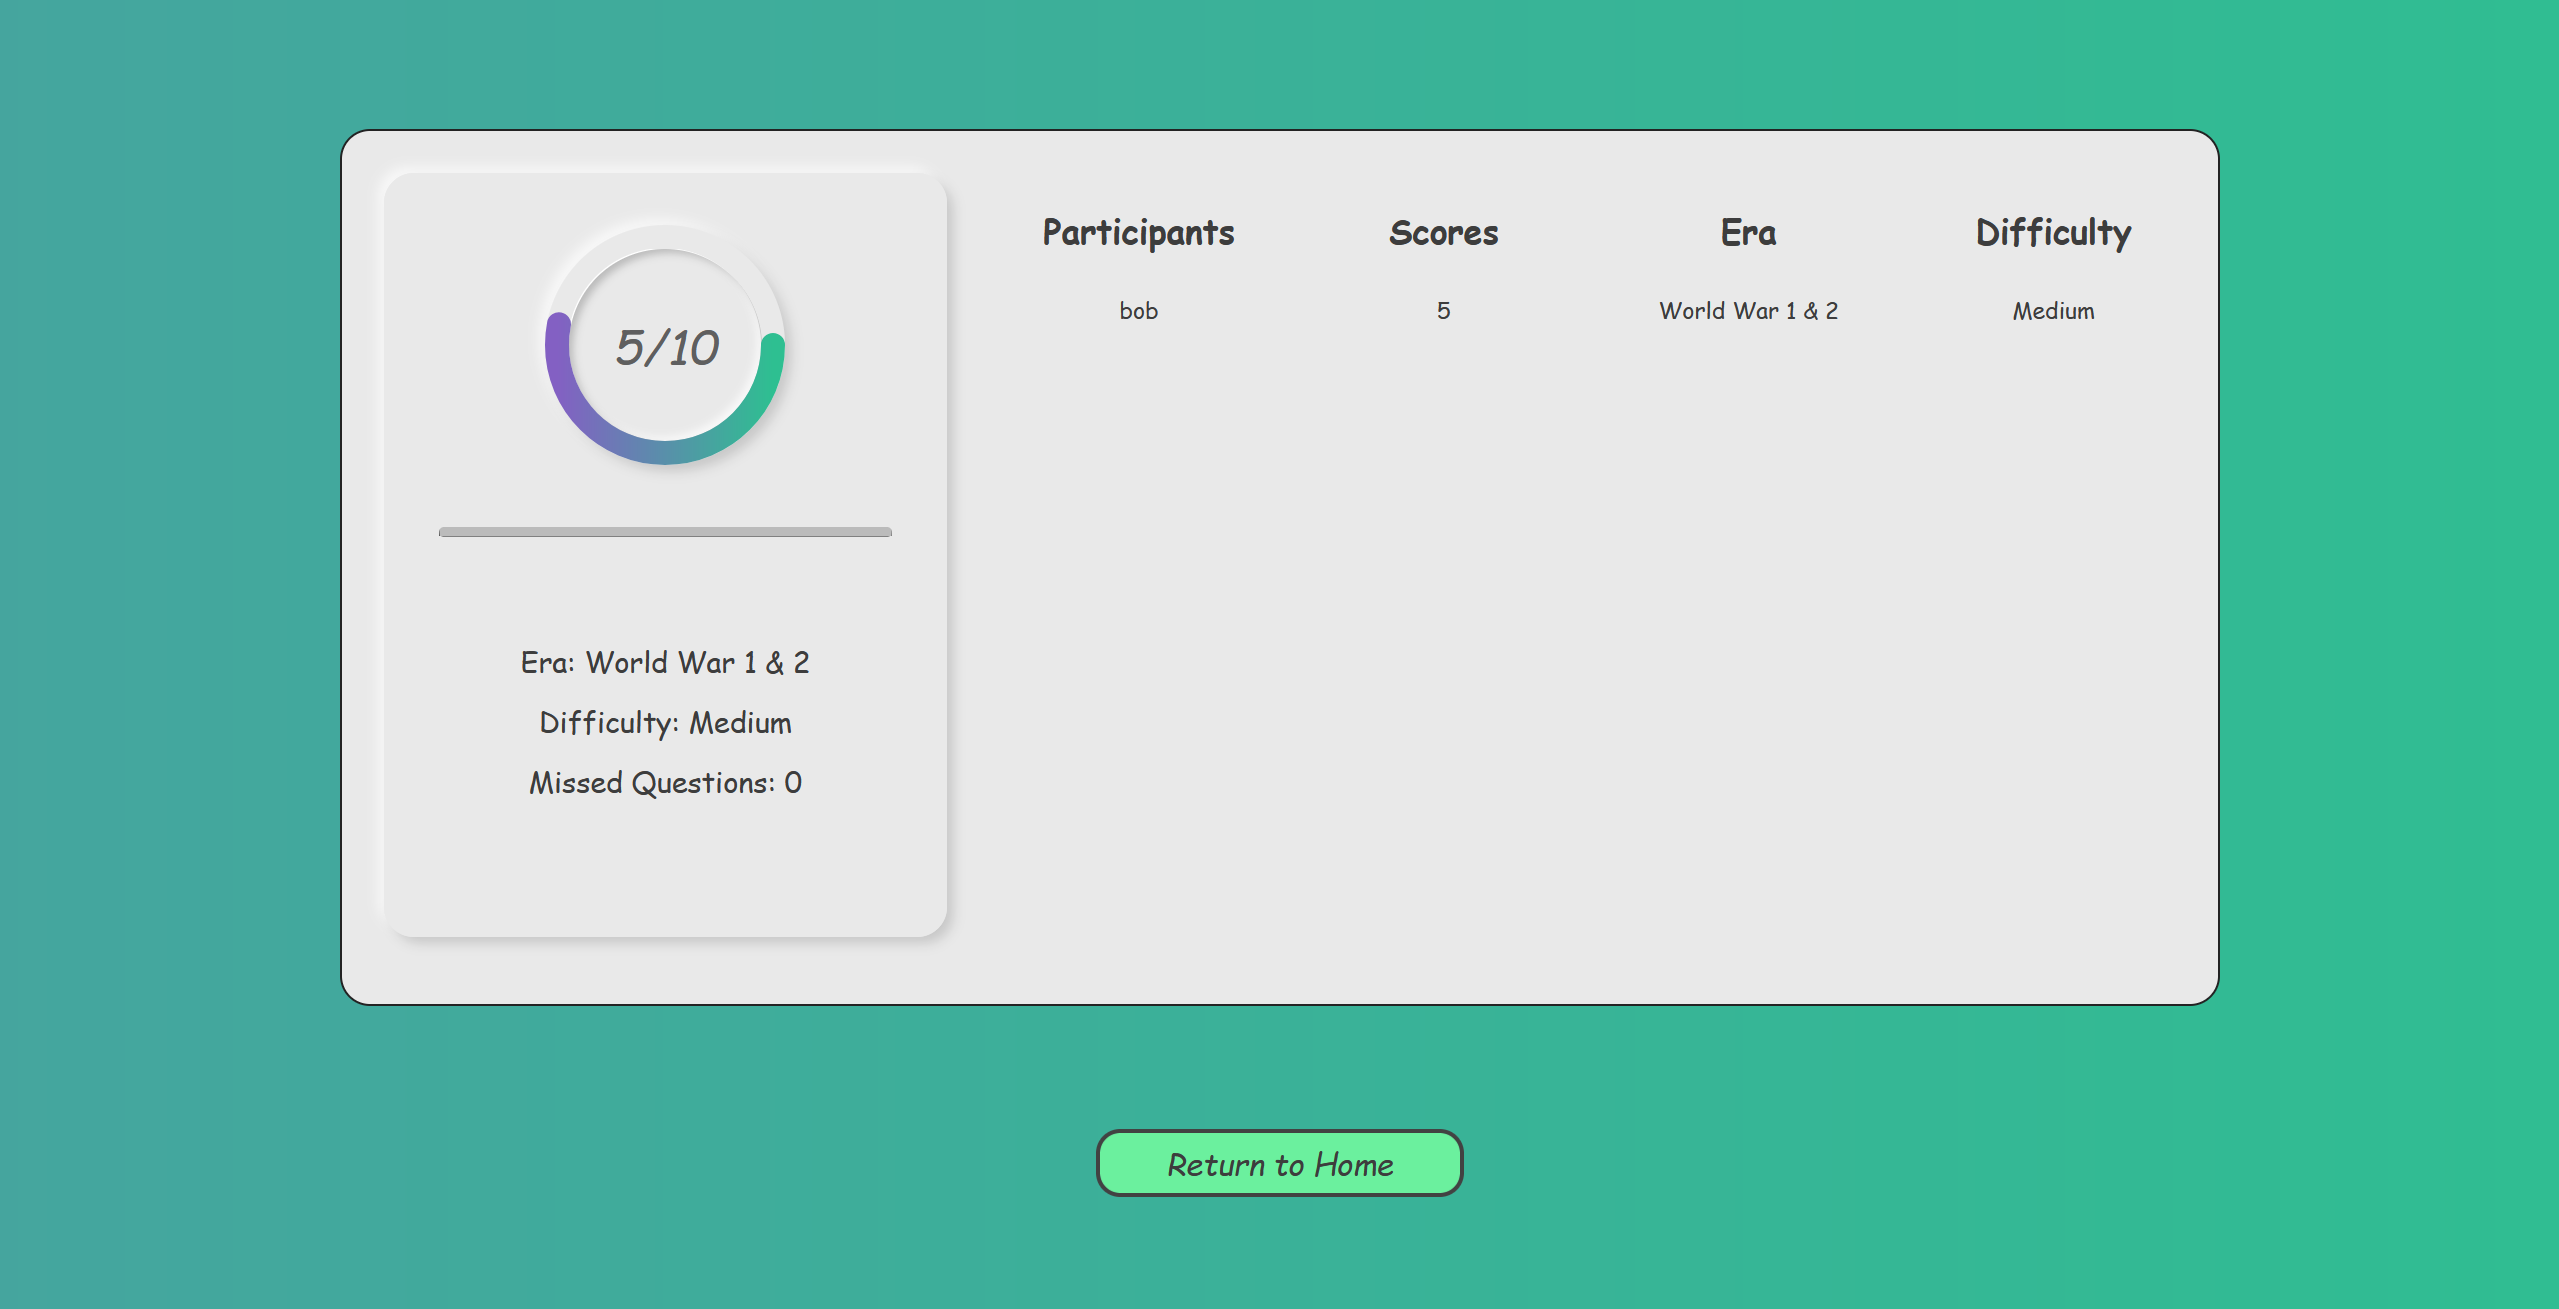 5/10
Era: World War 1 & 2
Difficulty: Medium
Missed Questions: 0
Participants Scores Era Difficulty
bob 5 World War 1 & 2 Medium
Return to Home